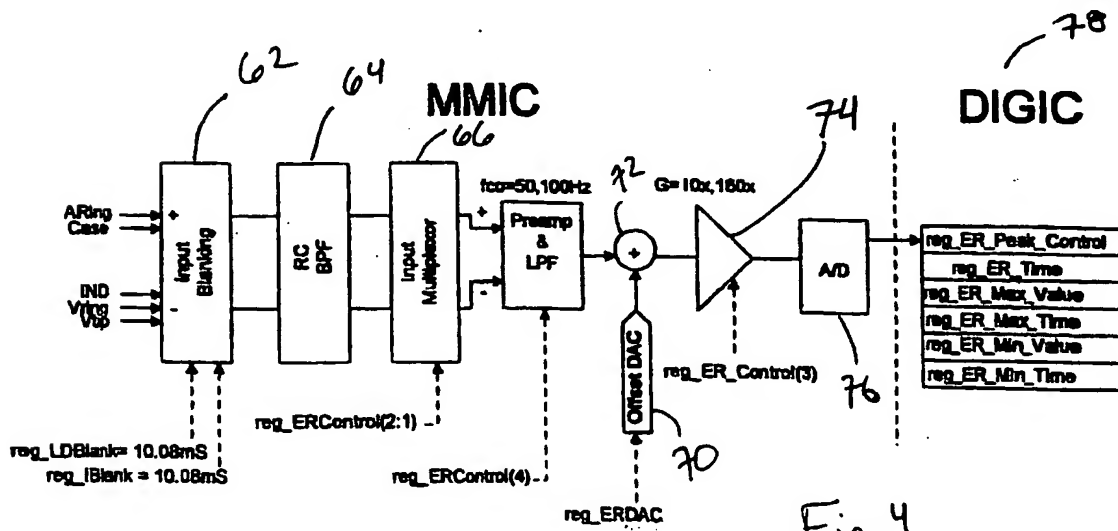 62
64
MMIC
66
74
78
DIGIC
ARing
Case
IND
Vring
Vtip
+
-
Input
Blanking
RC
BPF
Input
Multiplexor
fco=50,100Hz
+
-
Preamp
&
LPF
72
+
G= 10x,160x
A/D
76
reg_ER_Peak_Control
reg_ER_Time
reg_ER_Max_Value
reg_ER_Max_Time
reg_ER_Min_Value
reg_ER_Min_Time
Offset DAC
70
reg_ER_Control(3)
reg_ERControl(2:1)
reg_ERControl(4)
reg_LDBlank= 10.08mS
reg_IBlank = 10.08mS
reg_ERDAC
Fig 4